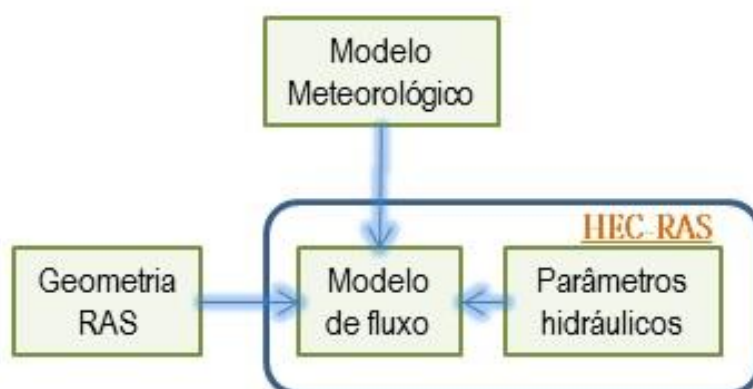 Modelo
Meteorológico
HEC-RAS
Geometria
RAS
Modelo
de fluxo
Parâmetros
hidráulicos